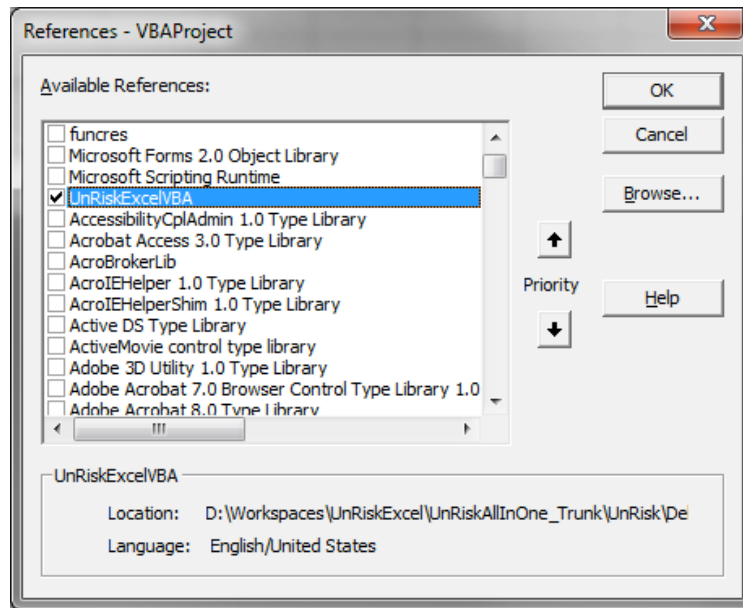 References - VBAProject
Available References:
funcres
Microsoft Forms 2.0 Object Library
Microsoft Scripting Runtime
UnRiskExcelVBA
AccessibilityCplAdmin 1.0 Type Library
Acrobat Access 3.0 Type Library
AcroBrokerLib
AcroIEHelper 1.0 Type Library
AcroIEHelperShim 1.0 Type Library
Active DS Type Library
ActiveMovie control type library
Adobe 3D Utility 1.0 Type Library
Adobe Acrobat 7.0 Browser Control Type Library 1.0
Adobe Acrobat 8.0 Type Library
OK
Cancel
Browse...
Priority
Help
UnRiskExcelVBA
Location: D:\Workspaces\UnRiskExcel\UnRiskAllInOne_Trunk\UnRisk\De
Language: English/United States